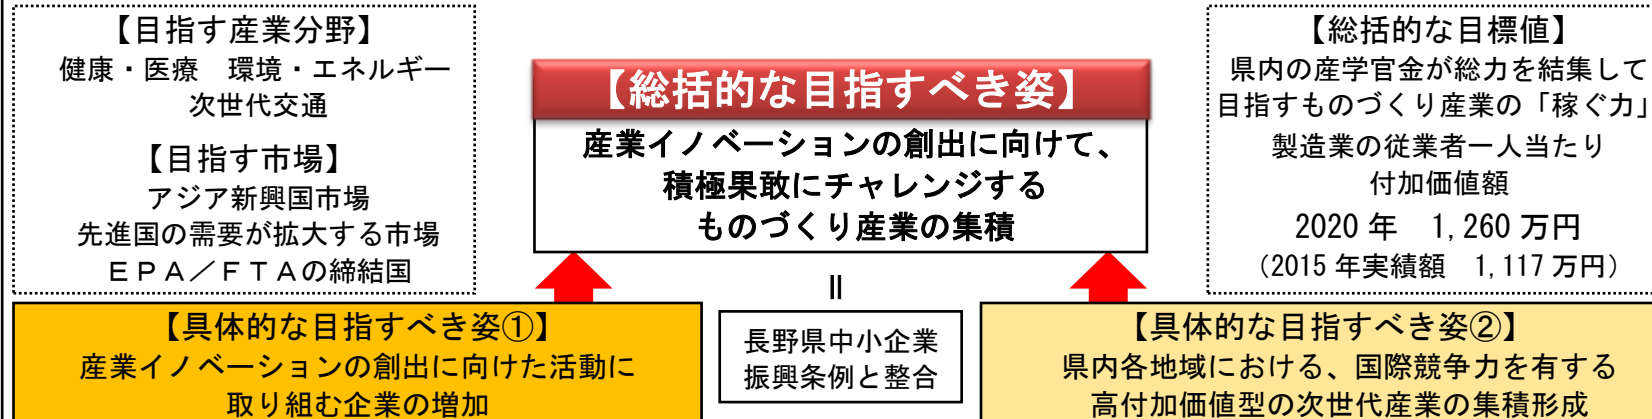 【目指す産業分野】
健康・医療　環境・エネルギー
次世代交通
【目指す市場】
アジア新興国市場
先進国の需要が拡大する市場
ＥＰＡ／ＦＴＡの締結国
【総括的な目指すべき姿】
産業イノベーションの創出に向けて、
積極果敢にチャレンジする
ものづくり産業の集積
【総括的な目標値】
県内の産学官金が総力を結集して
目指すものづくり産業の「稼ぐ力」
製造業の従業者一人当たり
付加価値額
2020 年　1,260 万円
（2015 年実績額　1,117 万円）
＝
【具体的な目指すべき姿①】
産業イノベーションの創出に向けた活動に
取り組む企業の増加
長野県中小企業
振興条例と整合
【具体的な目指すべき姿②】
県内各地域における、国際競争力を有する
高付加価値型の次世代産業の集積形成